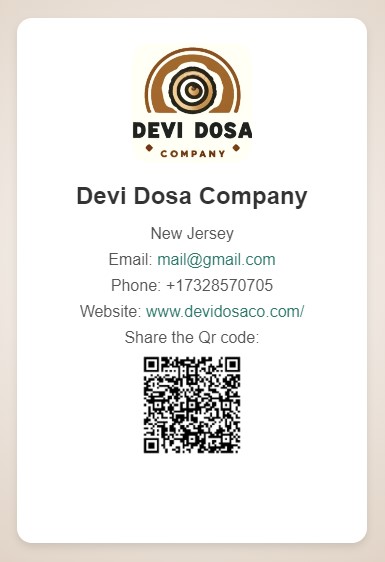 DEVI DOSA
COMPANY
Devi Dosa Company
New Jersey
Email: mail@gmail.com
Phone: +17328570705
Website: www.devidosaco.com/
Share the Qr code: